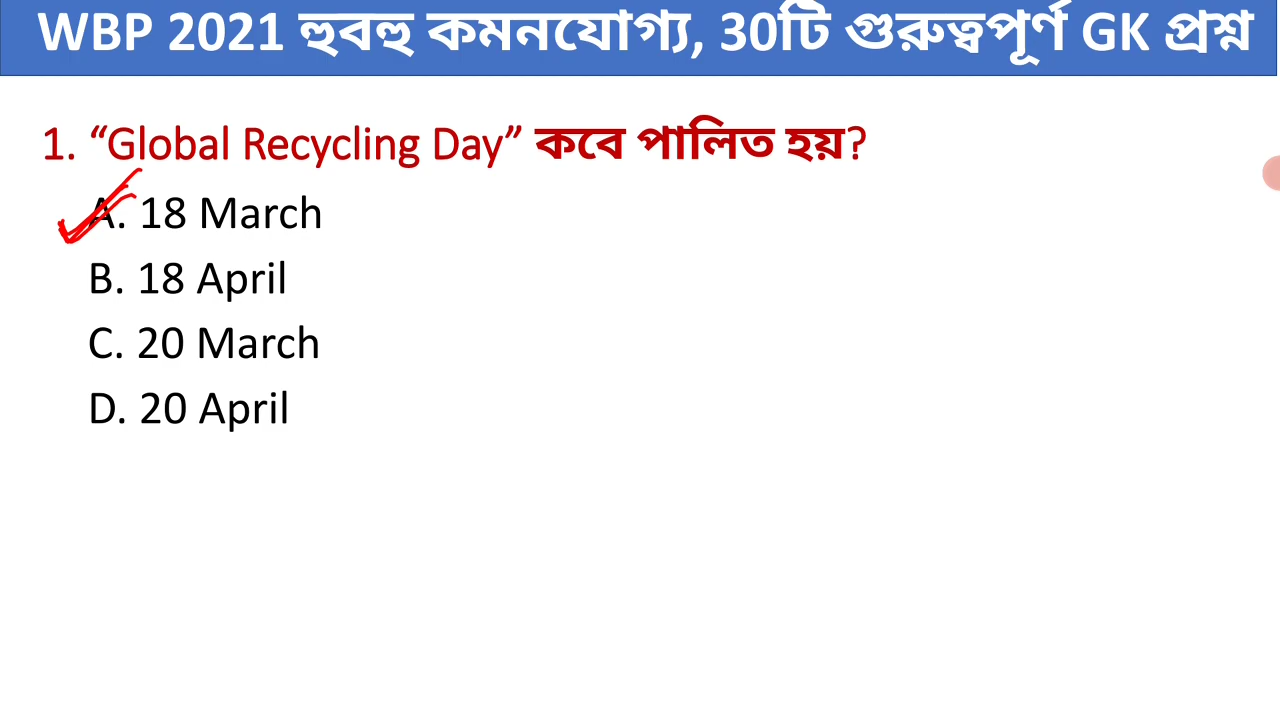 WBP 2021 হুবহু কমনযোগ্য, 30টি গুরুত্বপূর্ণ GK প্রশ্ন
1. “Global Recycling Day” কবে পালিত হয়?
A. 18 March
B. 18 April
C. 20 March
D. 20 April